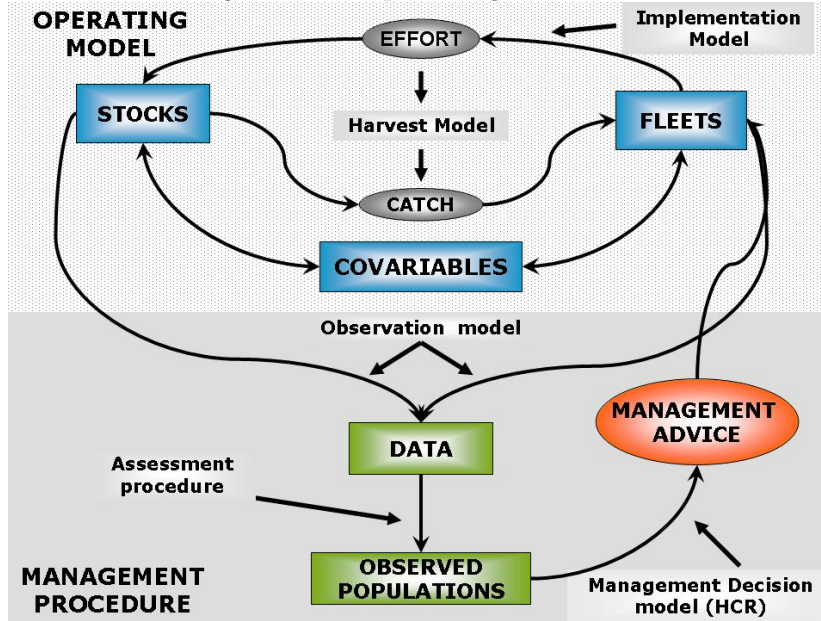 OPERATING
MODEL
EFFORT
Implementation
Model
STOCKS
Harvest Model
FLEETS
CATCH
COVARIABLES
Observation model
MANAGEMENT
ADVICE
DATA
Assessment
procedure
OBSERVED
POPULATIONS
MANAGEMENT
PROCEDURE
Management Decision
model (HCR)